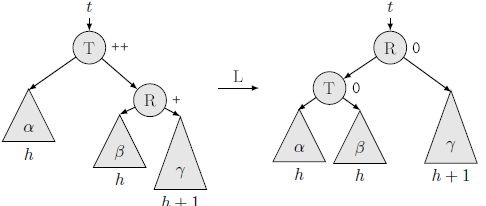 t t
T ++ R 0
L
R + T 0
α β γ α β γ
h h h + 1 h h h + 1